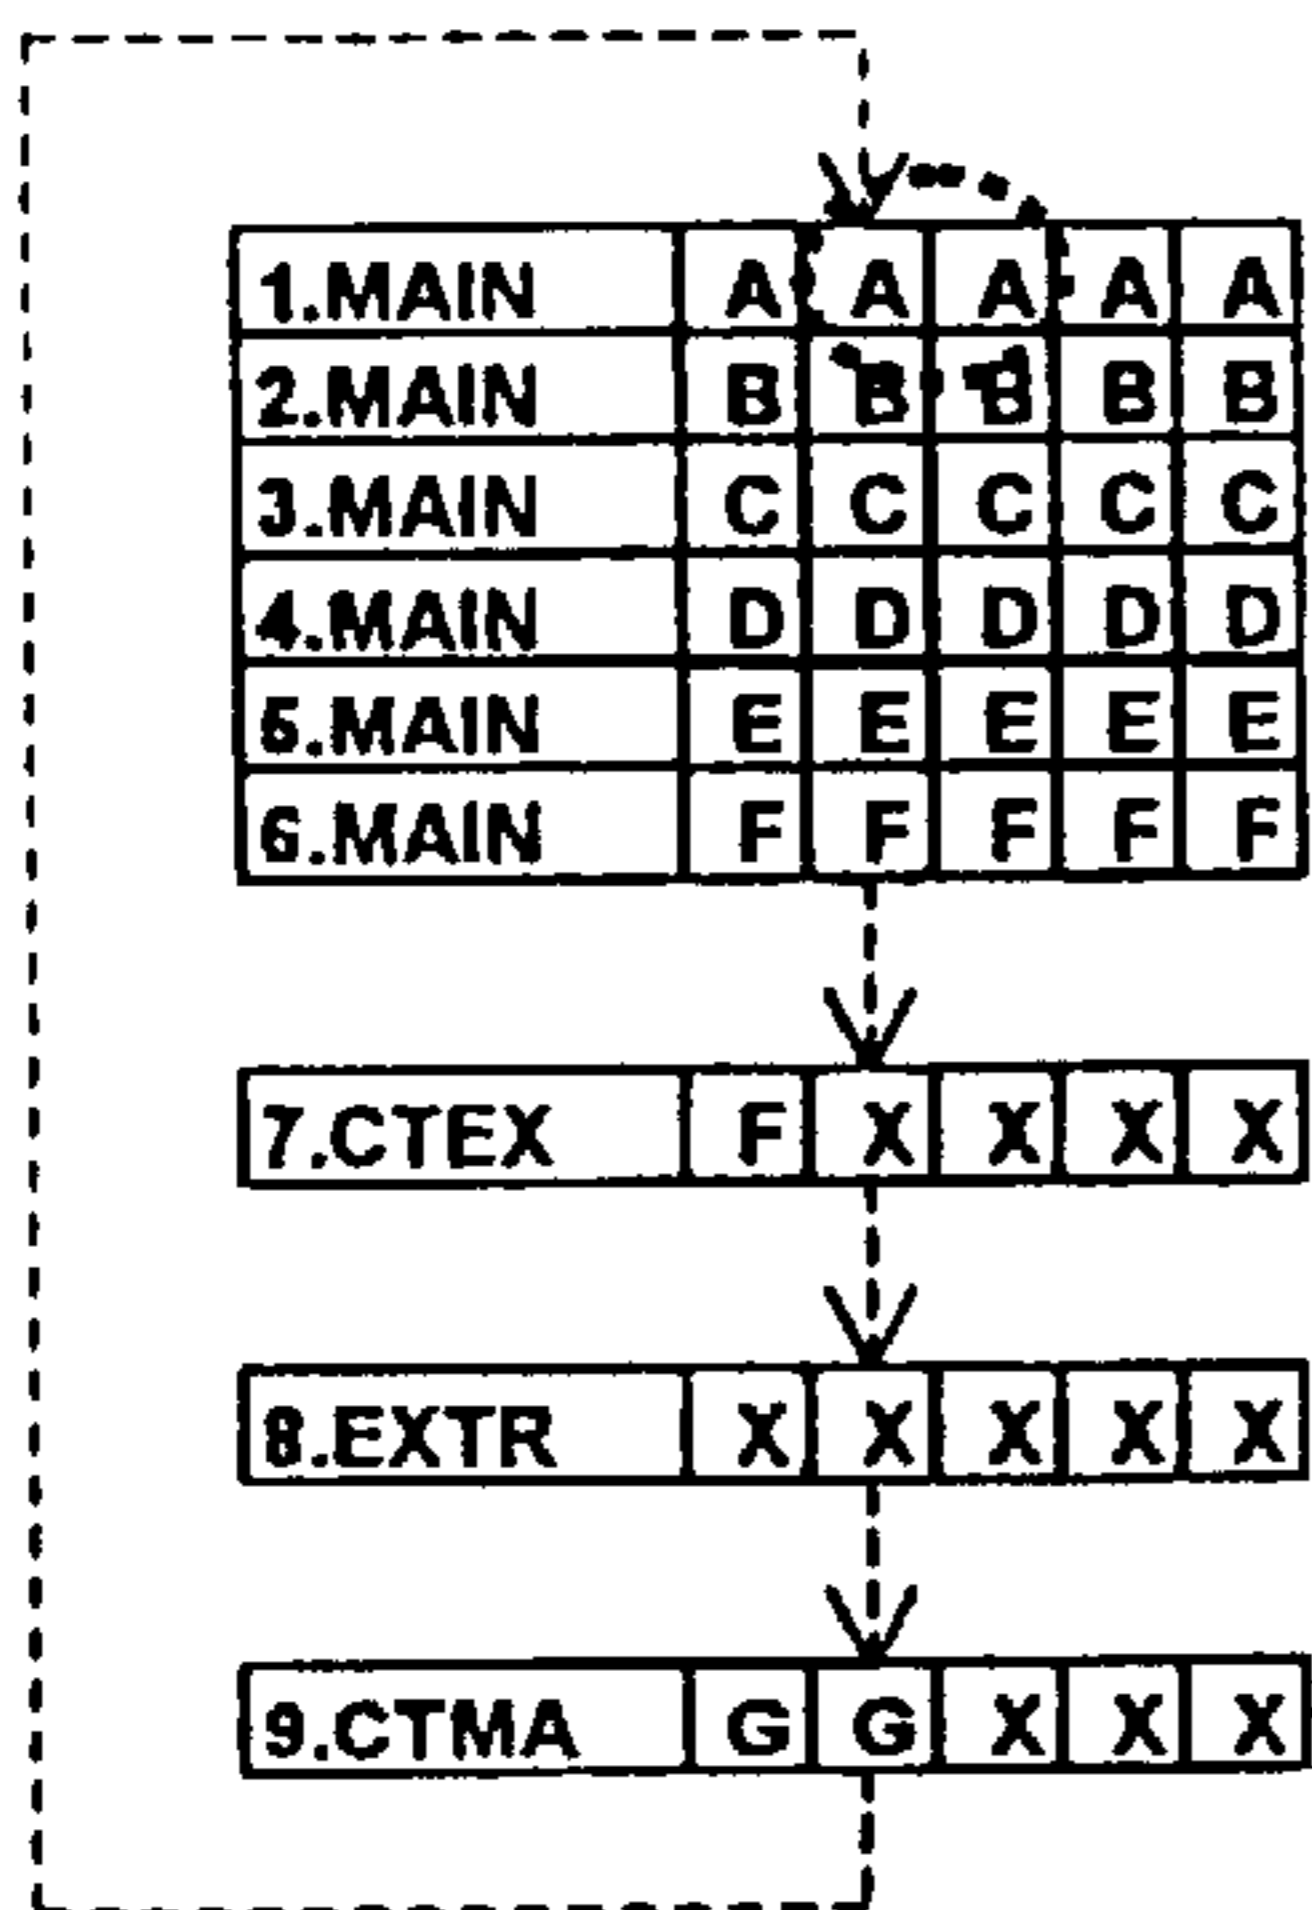 1.MAIN A A A A A
2.MAIN B B B B B
3.MAIN C C C C C
4.MAIN D D D D D
5.MAIN E E E E E
6.MAIN F F F F F
7.CTEX F X X X X
8.EXTR X X X X X
9.CTMA G G X X X